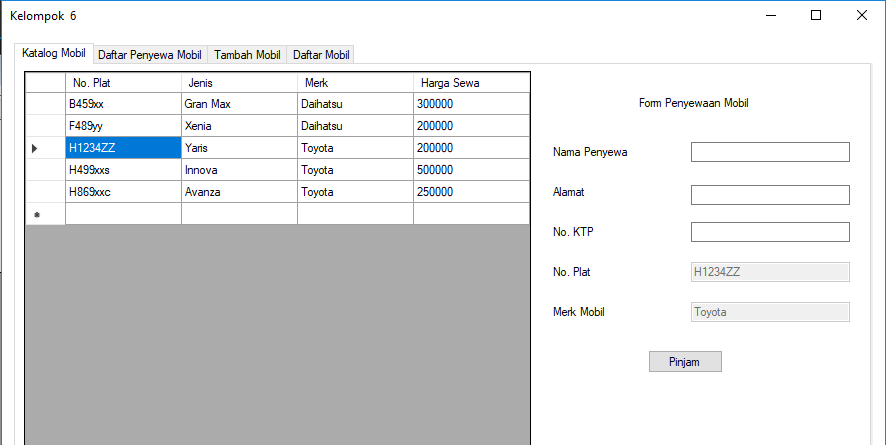 Kelompok 6
Katalog Mobil Daftar Penyewa Mobil Tambah Mobil Daftar Mobil
No. Plat Jenis Merk Harga Sewa
B459xx Gran Max Daihatsu 300000
F489yy Xenia Daihatsu 200000
H1234ZZ Yaris Toyota 200000
H499xxs Innova Toyota 500000
H869xxc Avanza Toyota 250000
Form Penyewaan Mobil
Nama Penyewa
Alamat
No. KTP
No. Plat H1234ZZ
Merk Mobil Toyota
Pinjam